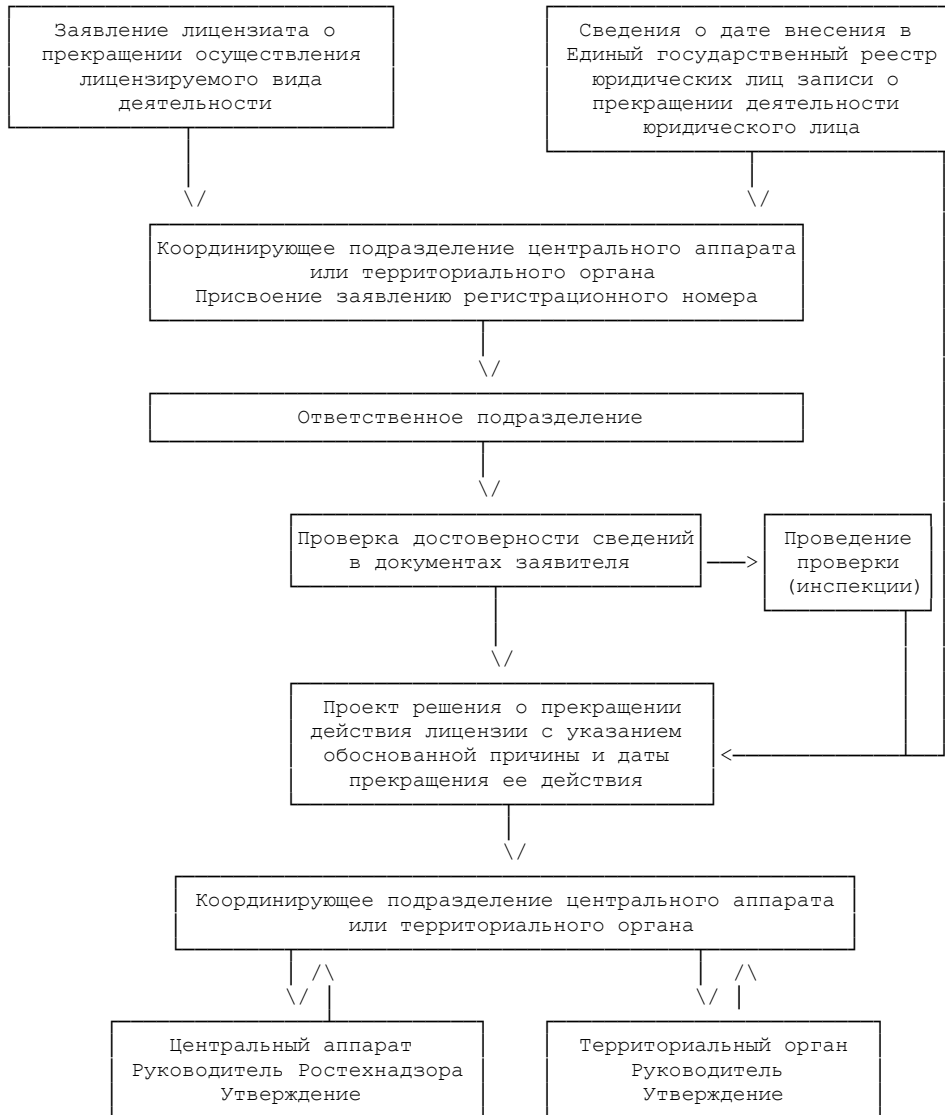 Заявление лицензиата о
прекращении осуществления
лицензируемого вида
деятельности
Сведения о дате внесения в
Единый государственный реестр
юридических лиц записи о
прекращении деятельности
юридического лица
Координирующее подразделение центрального аппарата
или территориального органа
Присвоение заявлению регистрационного номера
Ответственное подразделение
Проверка достоверности сведений
в документах заявителя
Проведение
проверки
(инспекции)
Проект решения о прекращении
действия лицензии с указанием
обоснованной причины и даты
прекращения ее действия
Координирующее подразделение центрального аппарата
или территориального органа
Центральный аппарат
Руководитель Ростехнадзора
Утверждение
Территориальный орган
Руководитель
Утверждение